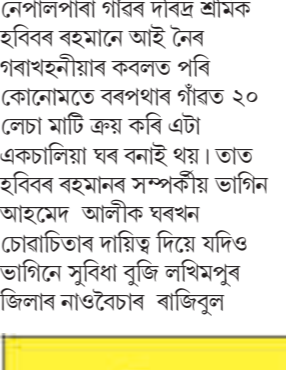 নেপালপাৰা গাঁৱৰ দৰিদ্ৰ শ্ৰমিক
হবিবৰ ৰহমানে আই নৈৰ
গৰাখহনীয়াৰ কবলত পৰি
কোনোমতে বৰপথাৰ গাঁৱত ২০
লেচা মাটি ক্ৰয় কৰি এটা
একচালিয়া ঘৰ বনাই থয়। তাত
হবিবৰ ৰহমানৰ সম্পৰ্কীয় ভাগিন
আহমেদ আলীক ঘৰখন
চোৱাচিতাৰ দায়িত্ব দিয়ে যদিও
ভাগিনে সুবিধা বুজি লখিমপুৰ
জিলাৰ নাওবৈচাৰ ৰাজিবুল